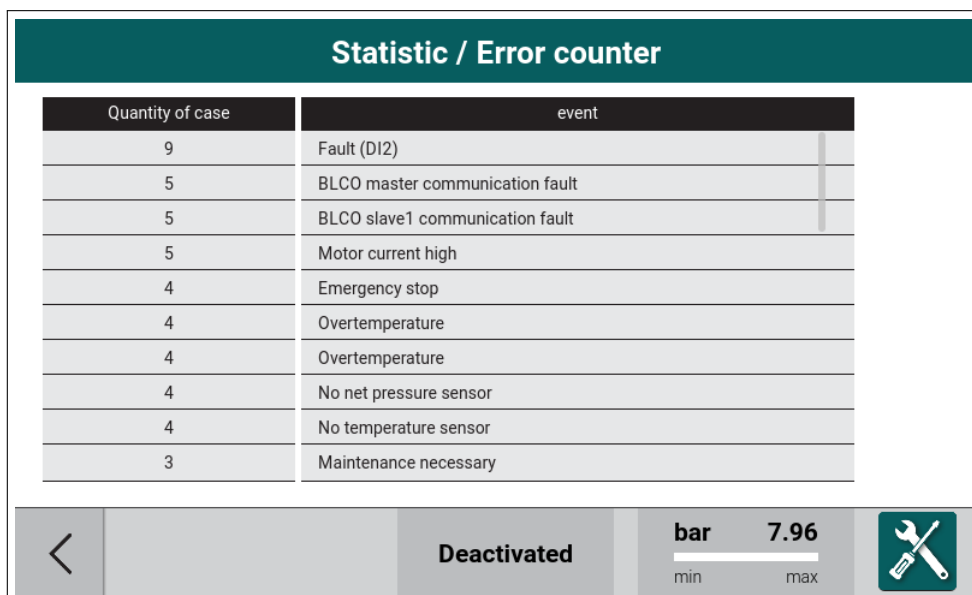 Statistic / Error counter
Quantity of case event
9 Fault (DI2)
5 BLCO master communication fault
5 BLCO slave1 communication fault
5 Motor current high
4 Emergency stop
4 Overtemperature
4 Overtemperature
4 No net pressure sensor
4 No temperature sensor
3 Maintenance necessary
Deactivated
bar 7.96
min max